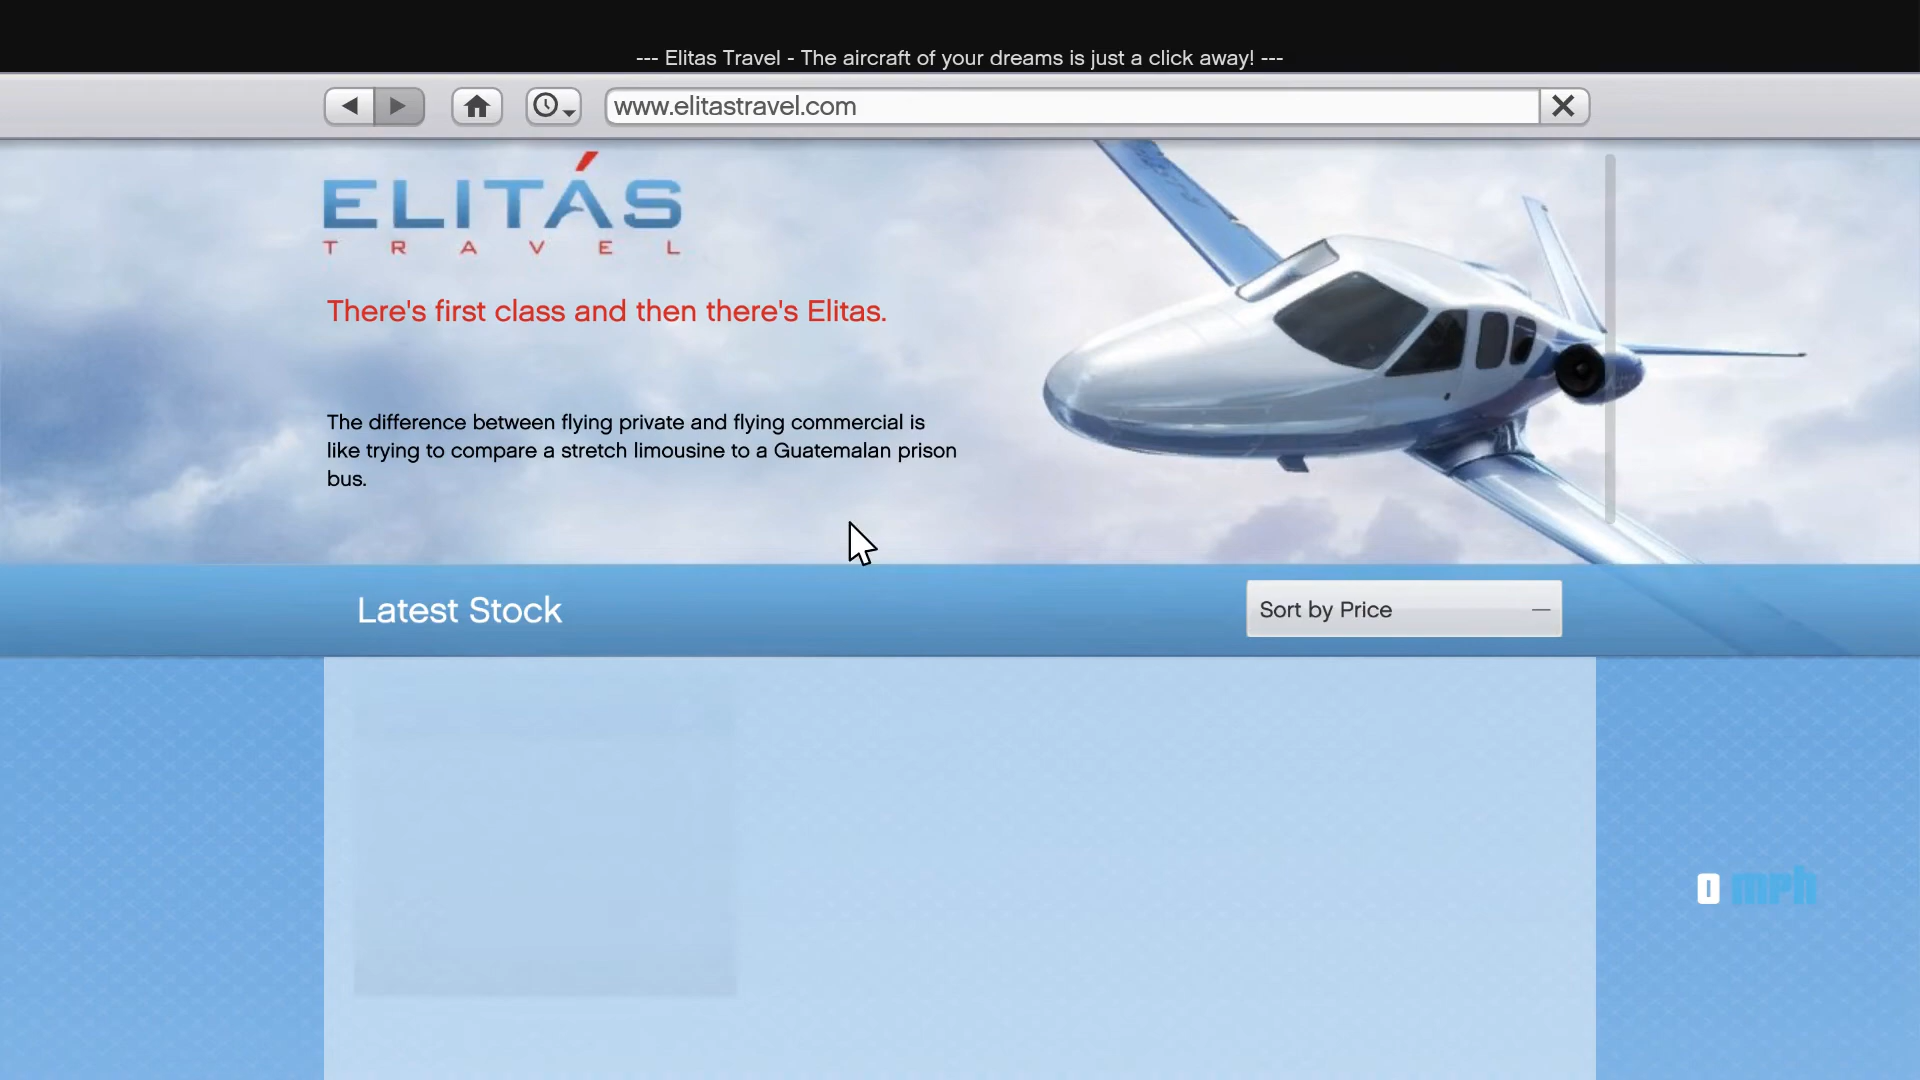 --- Elitas Travel - The aircraft of your dreams is just a click away! ---
www.elitastravel.com
ELITÁS
TRAVEL
There's first class and then there's Elitas.
The difference between flying private and flying commercial is
like trying to compare a stretch limousine to a Guatemalan prison
bus.
Latest Stock
Sort by Price
0 mph